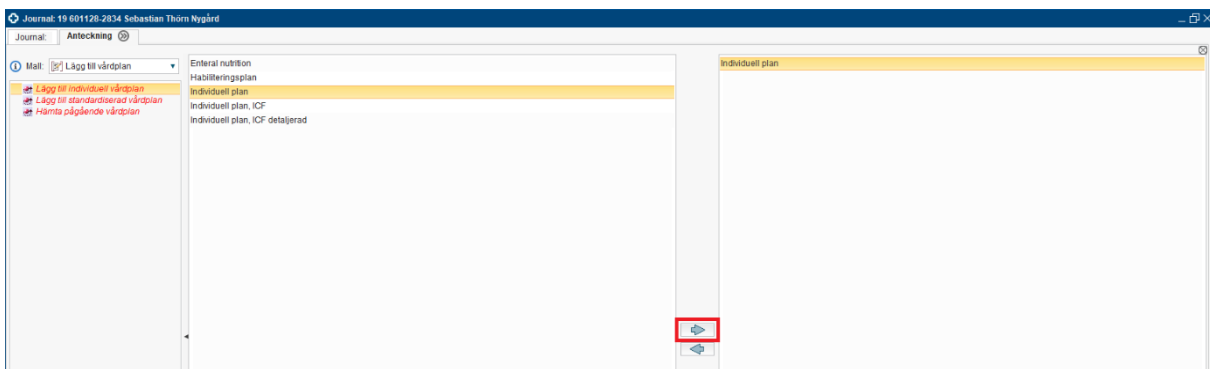 Journal: 19 601128-2834 Sebastian Thörn Nygård
Journal: Anteckning
Mall: Lägg till vårdplan
Lägg till individuell vårdplan
Lägg till standardiserad vårdplan
Hämta pågående vårdplan
Enteral nutrition
Habiliteringsplan
Individuell plan
Individuell plan, ICF
Individuell plan, ICF detaljerad
Individuell plan